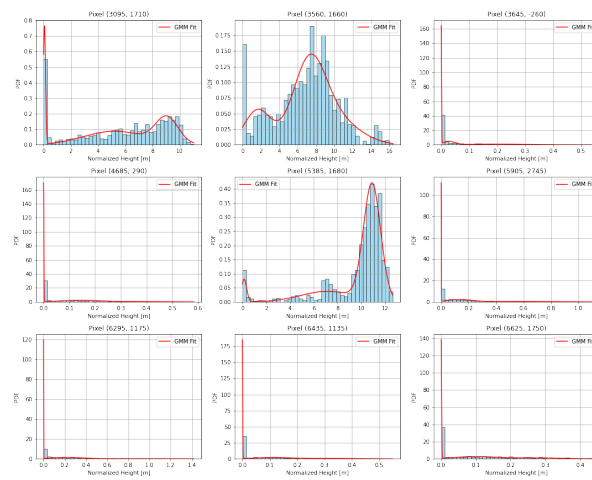 Pixel (3095, 1710)
GMM Fit
PDF
0.8
0.7
0.6
0.5
0.4
0.3
0.2
0.1
0.0
0 2 4 6 8 10
Normalized Height [m]
Pixel (3560, 1660)
GMM Fit
PDF
0.175
0.150
0.125
0.100
0.075
0.050
0.025
0.000
0 2 4 6 8 10 12 14 16
Normalized Height [m]
Pixel (3645, -260)
GMM Fit
PDF
160
140
120
100
80
60
40
20
0
0.0 0.1 0.2 0.3 0.4 0.5
Normalized Height [m]
Pixel (4685, 290)
GMM Fit
PDF
160
140
120
100
80
60
40
20
0
0.0 0.1 0.2 0.3 0.4 0.5 0.6
Normalized Height [m]
Pixel (5385, 1680)
GMM Fit
PDF
0.40
0.35
0.30
0.25
0.20
0.15
0.10
0.05
0.00
0 2 4 6 8 10 12
Normalized Height [m]
Pixel (5905, 2745)
GMM Fit
PDF
100
80
60
40
20
0
0.0 0.2 0.4 0.6 0.8 1.0
Normalized Height [m]
Pixel (6295, 1175)
GMM Fit
PDF
120
100
80
60
40
20
0
0.0 0.2 0.4 0.6 0.8 1.0 1.2 1.4
Normalized Height [m]
Pixel (6435, 1135)
GMM Fit
PDF
175
150
125
100
75
50
25
0
0.0 0.1 0.2 0.3 0.4 0.5
Normalized Height [m]
Pixel (6625, 1750)
GMM Fit
PDF
140
120
100
80
60
40
20
0
0.0 0.1 0.2 0.3 0.4
Normalized Height [m]